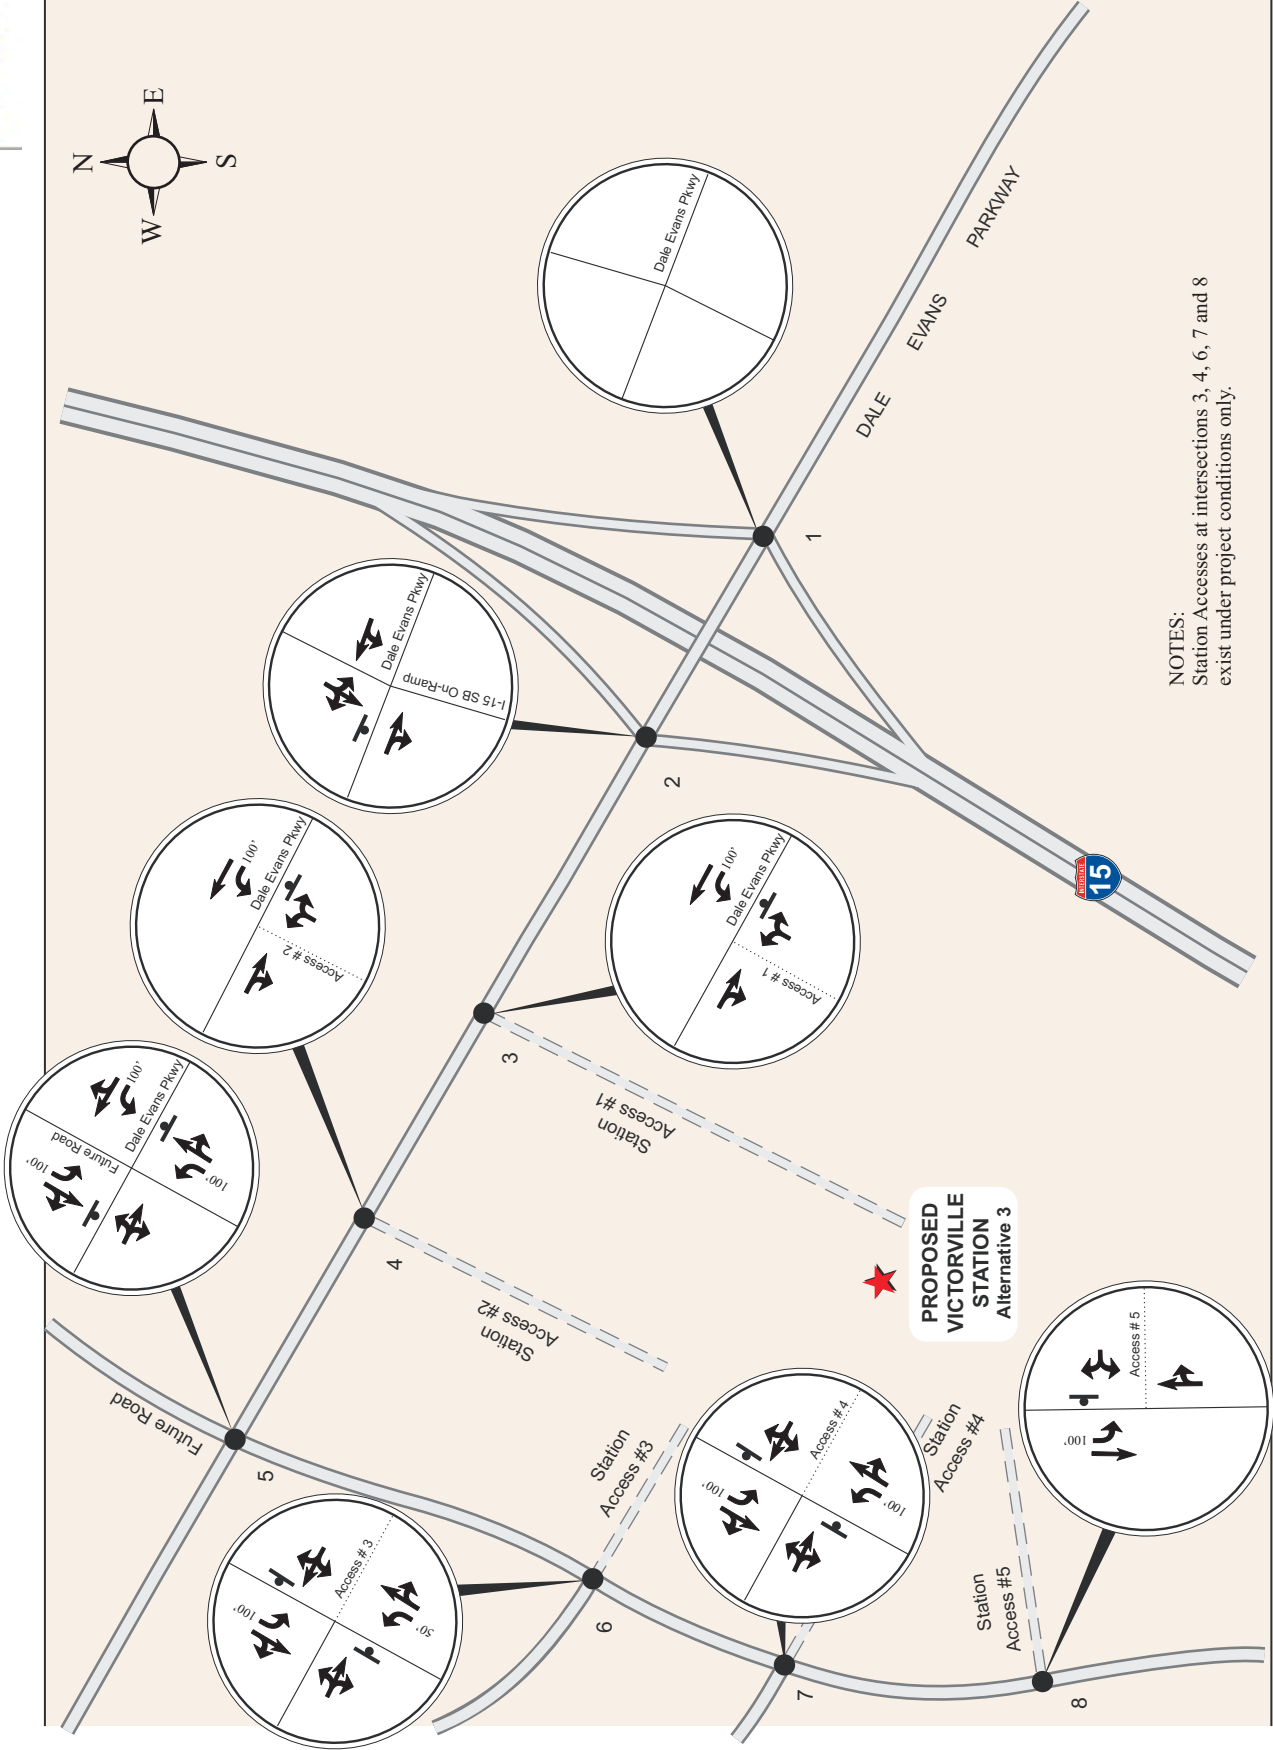 N
E
W
S
Dale Evans Pkwy
DALE
EVANS
PARKWAY
1
Dale Evans Pkwy
I-15 SB On-Ramp
2
100'
Dale Evans Pkwy
Access # 2
100'
Dale Evans Pkwy
Access # 1
3
Station
Access #1
INTERSTATE
15
NOTES:
Station Accesses at intersections 3, 4, 6, 7 and 8
exist under project conditions only.
100'
100'
Future Road
Dale Evans Pkwy
100'
4
Station
Access #2
PROPOSED
VICTORVILLE
STATION
Alternative 3
Future Road
5
100'
Access # 3
50'
6
Station
Access #3
100'
Access # 4
100'
7
Station
Access #4
Station
Access #5
8
100'
Access # 5